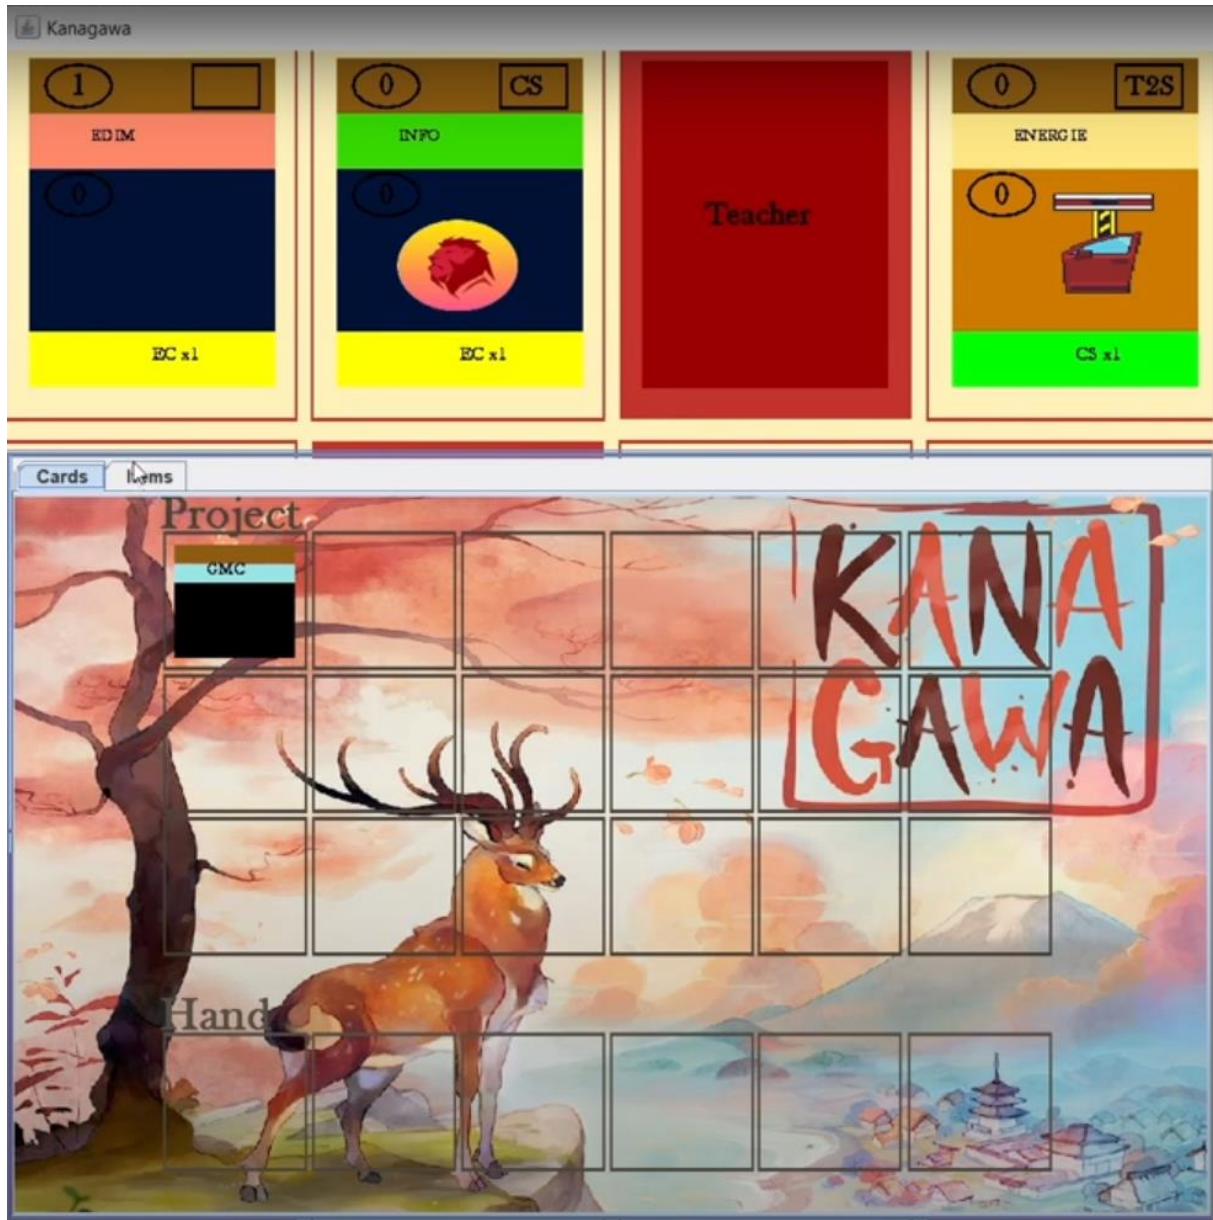 Kanagawa
1
0
CS
0
T2S
EDIM
INFO
ENERGIE
0
0
Teacher
0
EC x1
EC x1
CS x1
Cards
Items
Project
GMC
KANA
GAWA
Hand